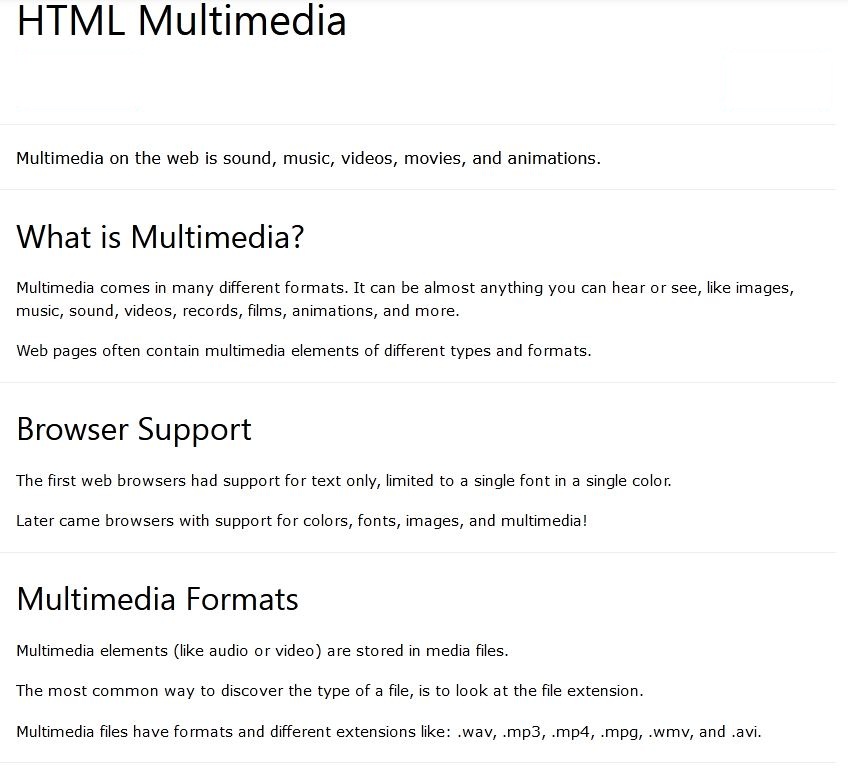 HTML Multimedia
Multimedia on the web is sound, music, videos, movies, and animations.
What is Multimedia?
Multimedia comes in many different formats. It can be almost anything you can hear or see, like images,
music, sound, videos, records, films, animations, and more.
Web pages often contain multimedia elements of different types and formats.
Browser Support
The first web browsers had support for text only, limited to a single font in a single color.
Later came browsers with support for colors, fonts, images, and multimedia!
Multimedia Formats
Multimedia elements (like audio or video) are stored in media files.
The most common way to discover the type of a file, is to look at the file extension.
Multimedia files have formats and different extensions like: .wav, .mp3, .mp4, .mpg, .wmv, and .avi.